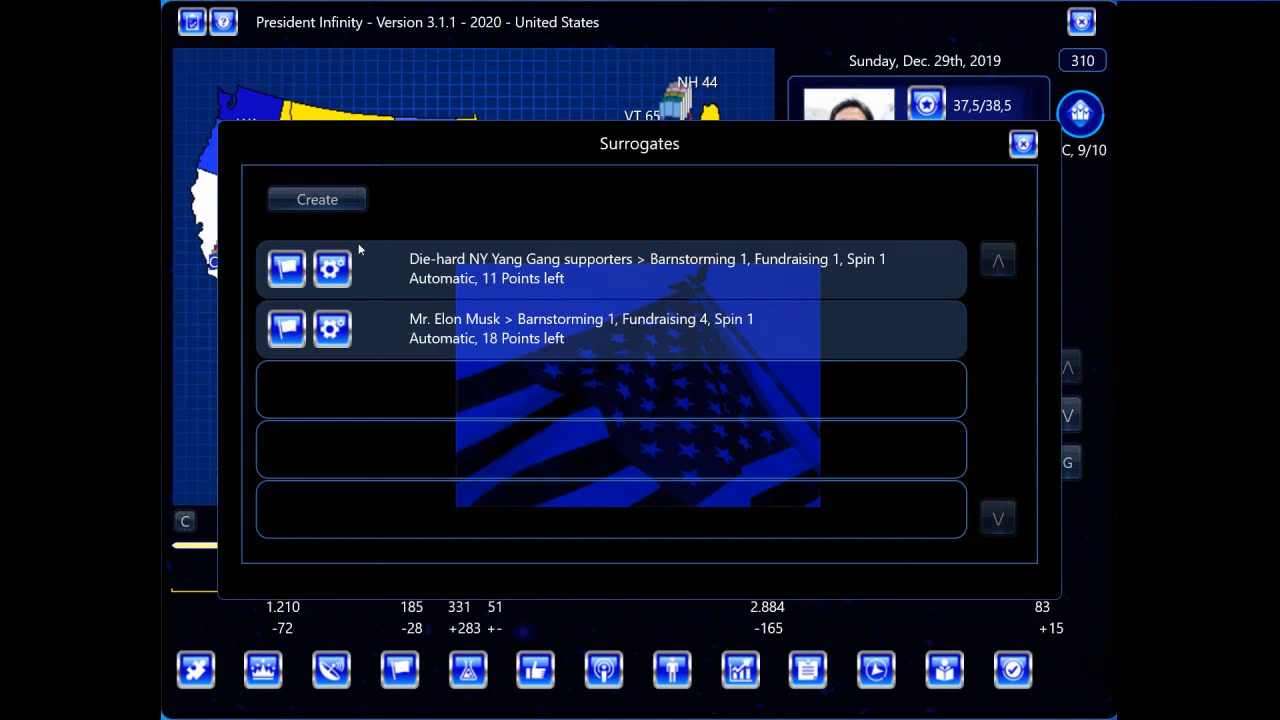 President Infinity - Version 3.1.1 - 2020 - United States
Sunday, Dec. 29th, 2019
310
NH 44
VT 65
37,5/38,5
C, 9/10
Surrogates
Create
Die-hard NY Yang Gang supporters > Barnstorming 1, Fundraising 1, Spin 1
Automatic, 11 Points left
Mr. Elon Musk > Barnstorming 1, Fundraising 4, Spin 1
Automatic, 18 Points left
G
C
1.210 185 331 51 2.884 83
-72 -28 +283 +- -165 +15